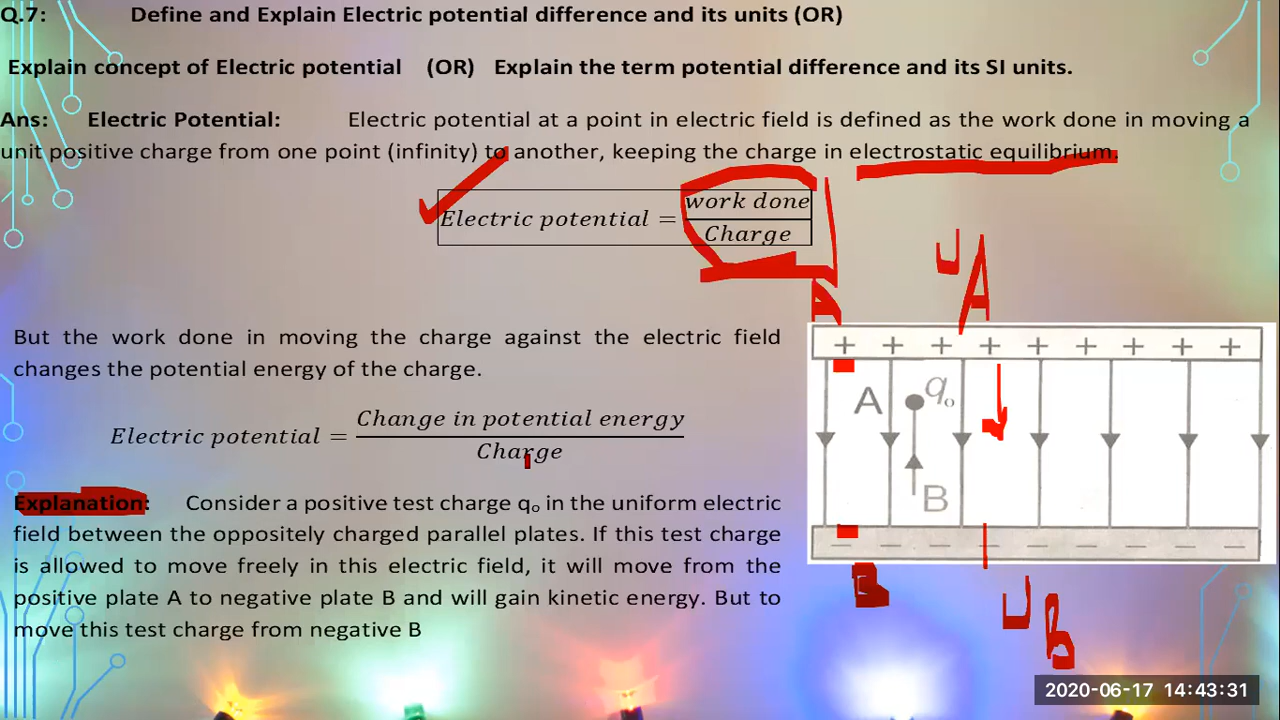 Q.7: Define and Explain Electric potential difference and its units (OR)
Explain concept of Electric potential (OR) Explain the term potential difference and its SI units.
Ans: Electric Potential: Electric potential at a point in electric field is defined as the work done in moving a
unit positive charge from one point (infinity) to another, keeping the charge in electrostatic equilibrium.
Electric potential = work done / Charge
But the work done in moving the charge against the electric field
changes the potential energy of the charge.
Electric potential = Change in potential energy / Charge
Explanation: Consider a positive test charge qₒ in the uniform electric
field between the oppositely charged parallel plates. If this test charge
is allowed to move freely in this electric field, it will move from the
positive plate A to negative plate B and will gain kinetic energy. But to
move this test charge from negative B
U A
A
+ + + + + + + + +
A qₒ
B
− − − − − − − − −
B
U B
2020-06-17 14:43:31